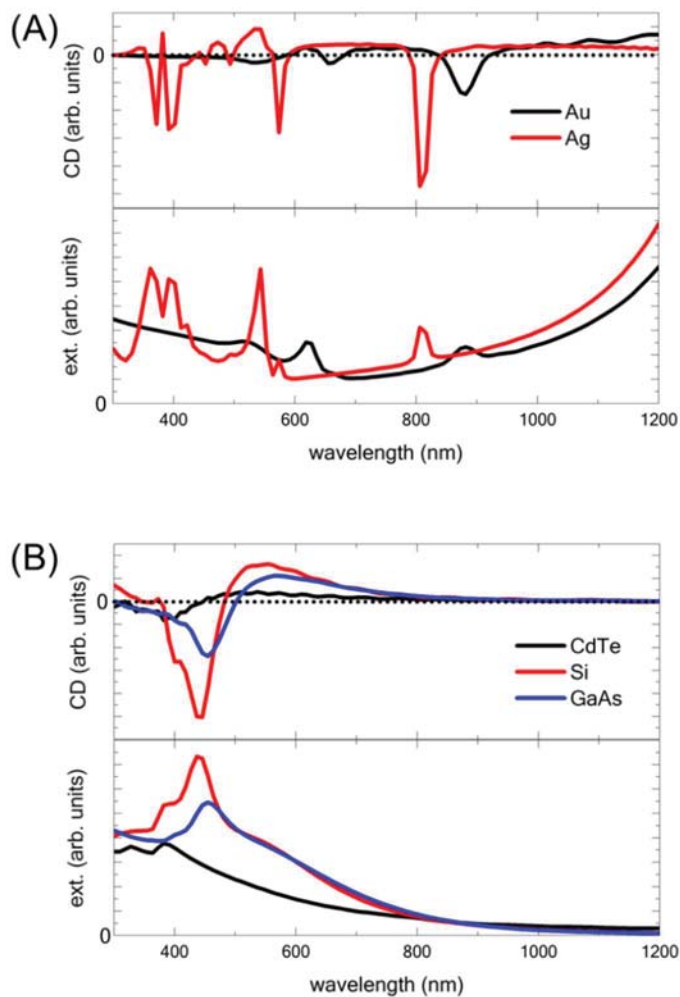 (A)
0
CD (arb. units)
Au
Ag
ext. (arb. units)
0
400 600 800 1000 1200
wavelength (nm)
(B)
0
CD (arb. units)
CdTe
Si
GaAs
ext. (arb. units)
0
400 600 800 1000 1200
wavelength (nm)